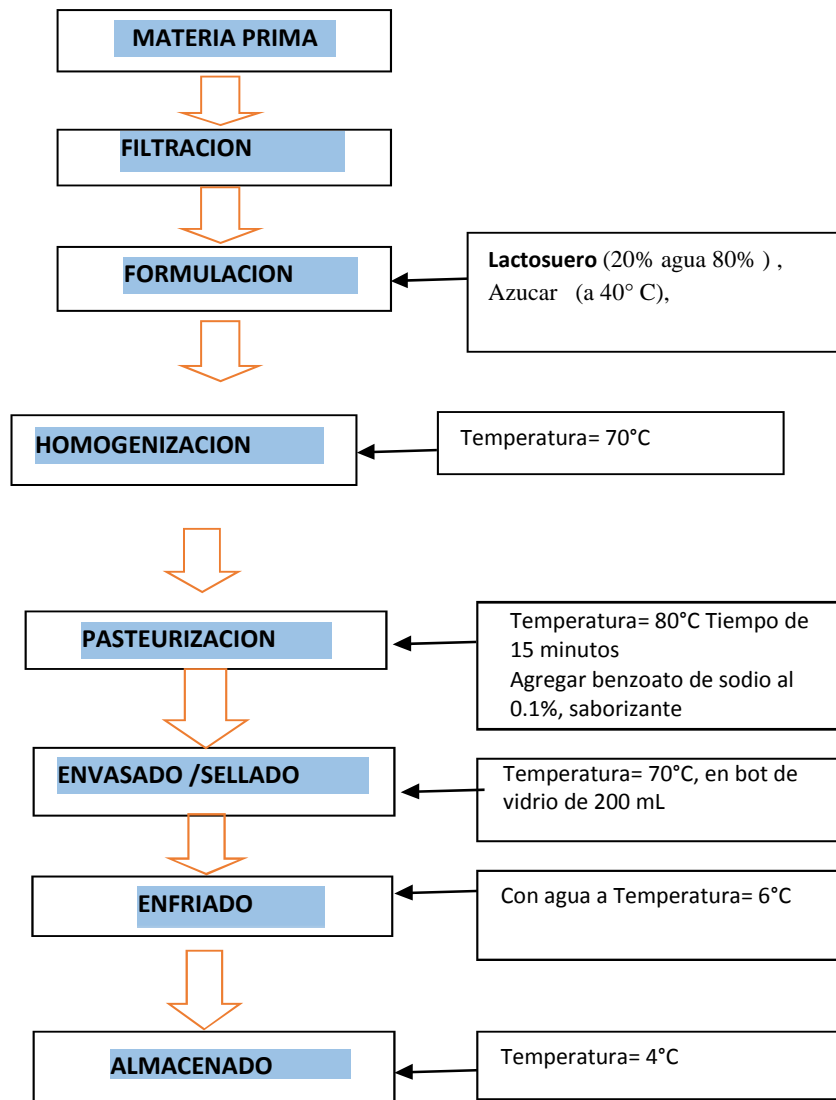 MATERIA PRIMA
FILTRACION
FORMULACION
Lactosuero (20% agua 80% ) ,
Azucar (a 40° C),
HOMOGENIZACION
Temperatura= 70°C
PASTEURIZACION
Temperatura= 80°C Tiempo de
15 minutos
Agregar benzoato de sodio al
0.1%, saborizante
ENVASADO /SELLADO
Temperatura= 70°C, en bot de
vidrio de 200 mL
ENFRIADO
Con agua a Temperatura= 6°C
ALMACENADO
Temperatura= 4°C